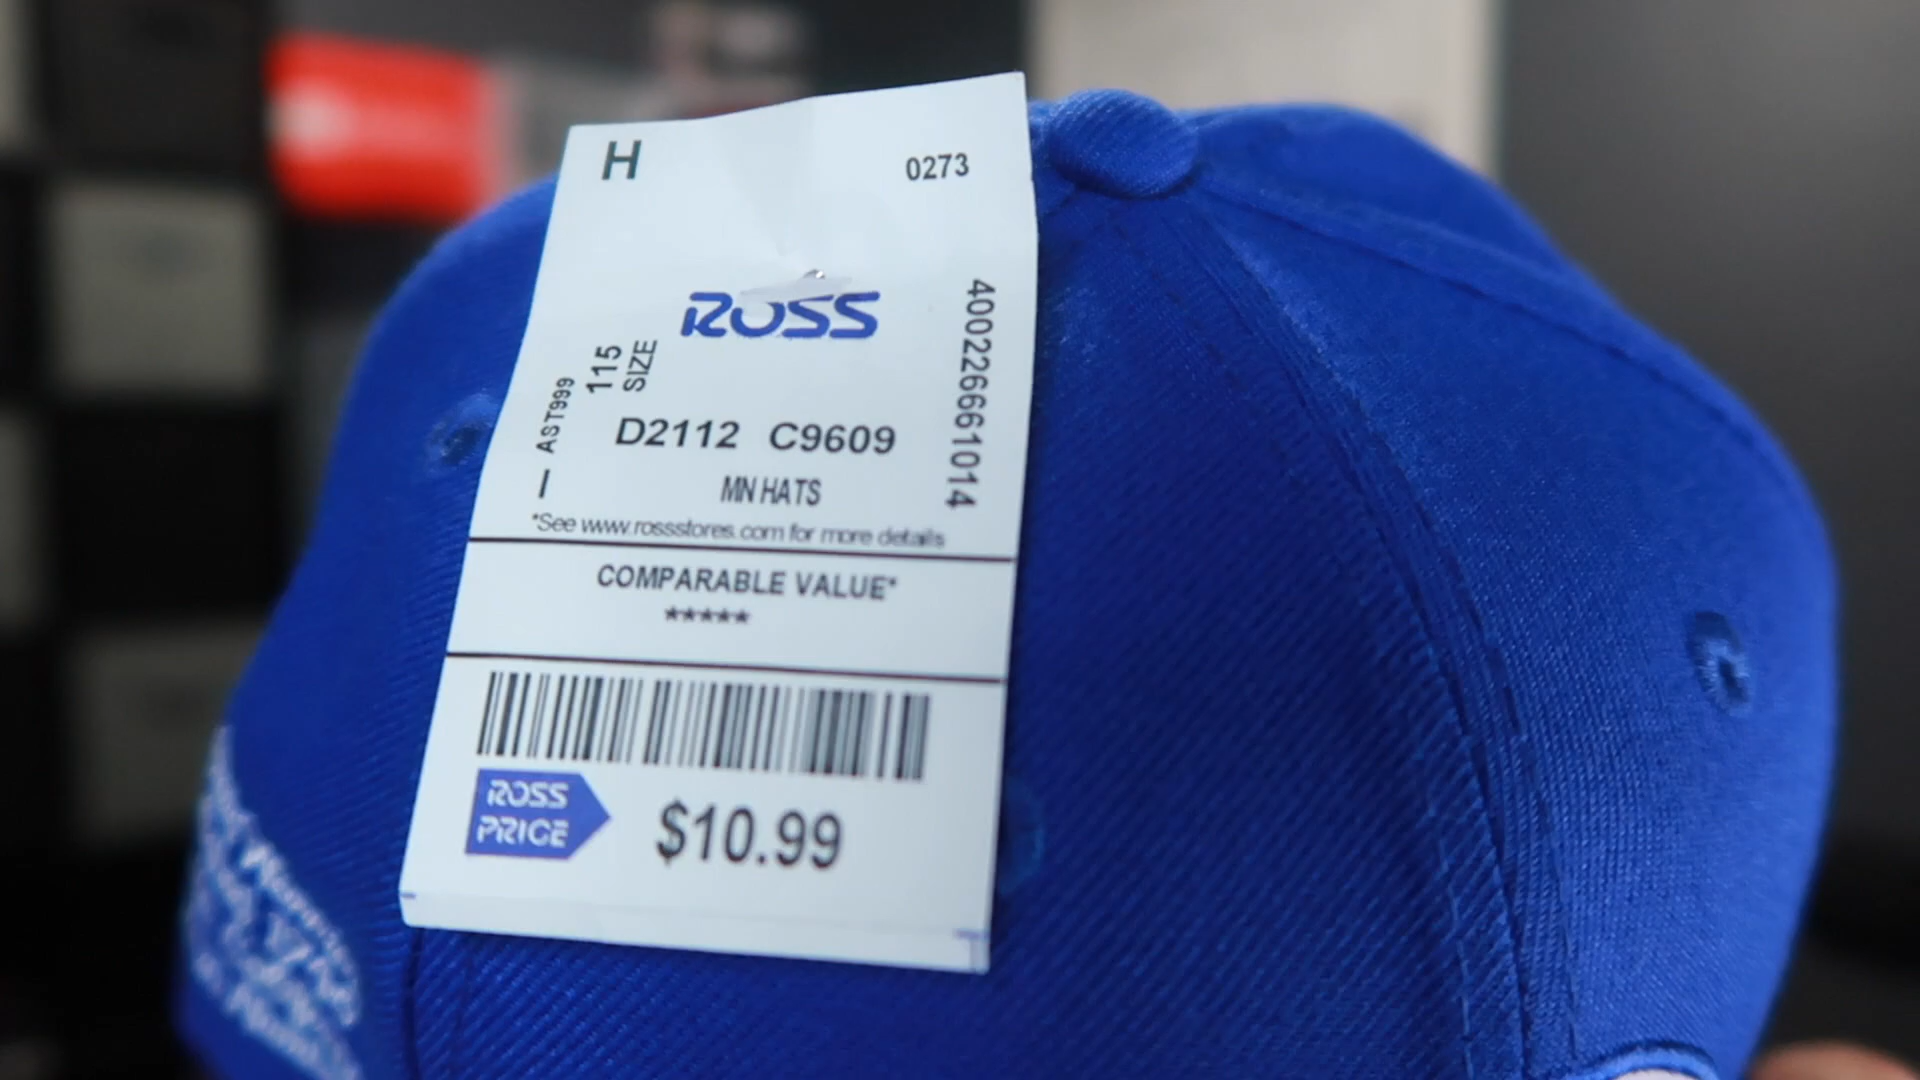 H 0273
ROSS
400226661014
115
SIZE
AST999
D2112 C9609
MN HATS
*See www.rossstores.com for more details
COMPARABLE VALUE*
*****
ROSS
PRICE
$10.99